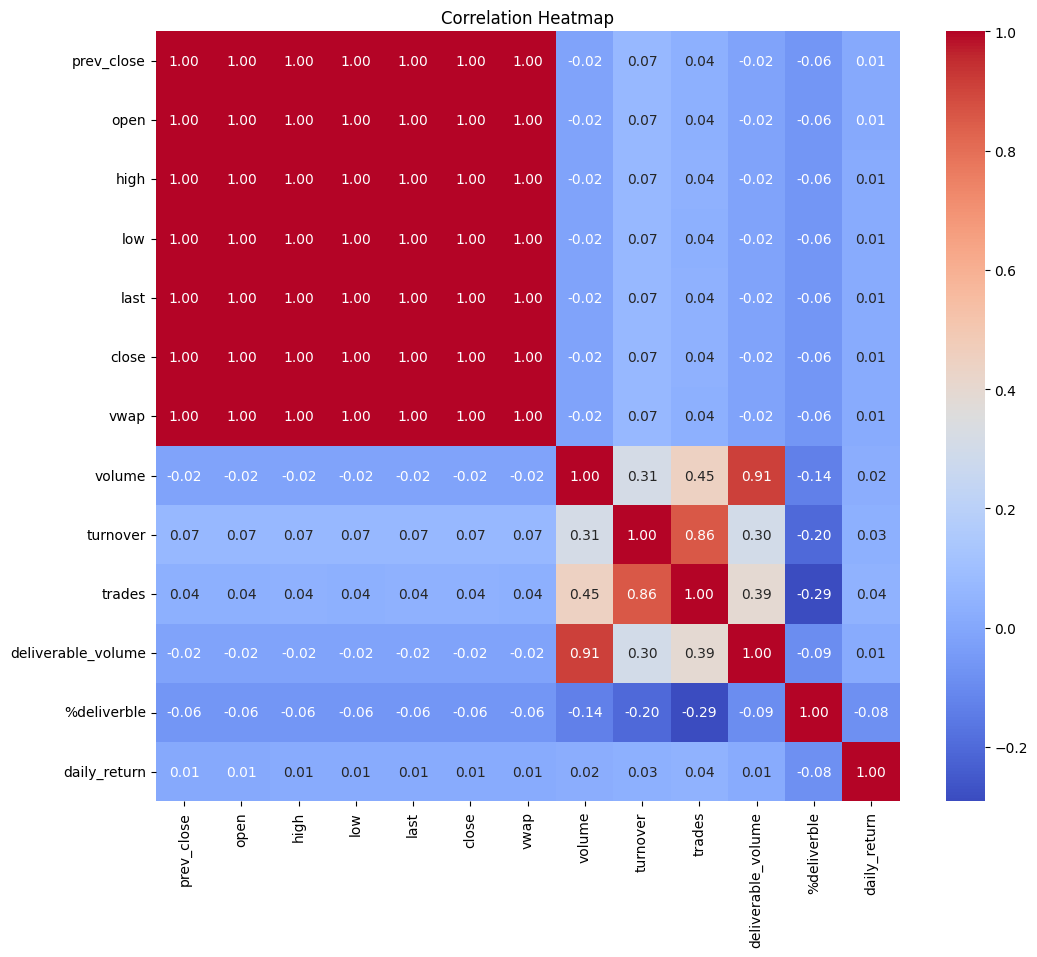 Correlation Heatmap
prev_close 1.00 1.00 1.00 1.00 1.00 1.00 1.00 -0.02 0.07 0.04 -0.02 -0.06 0.01
open 1.00 1.00 1.00 1.00 1.00 1.00 1.00 -0.02 0.07 0.04 -0.02 -0.06 0.01
high 1.00 1.00 1.00 1.00 1.00 1.00 1.00 -0.02 0.07 0.04 -0.02 -0.06 0.01
low 1.00 1.00 1.00 1.00 1.00 1.00 1.00 -0.02 0.07 0.04 -0.02 -0.06 0.01
last 1.00 1.00 1.00 1.00 1.00 1.00 1.00 -0.02 0.07 0.04 -0.02 -0.06 0.01
close 1.00 1.00 1.00 1.00 1.00 1.00 1.00 -0.02 0.07 0.04 -0.02 -0.06 0.01
vwap 1.00 1.00 1.00 1.00 1.00 1.00 1.00 -0.02 0.07 0.04 -0.02 -0.06 0.01
volume -0.02 -0.02 -0.02 -0.02 -0.02 -0.02 -0.02 1.00 0.31 0.45 0.91 -0.14 0.02
turnover 0.07 0.07 0.07 0.07 0.07 0.07 0.07 0.31 1.00 0.86 0.30 -0.20 0.03
trades 0.04 0.04 0.04 0.04 0.04 0.04 0.04 0.45 0.86 1.00 0.39 -0.29 0.04
deliverable_volume -0.02 -0.02 -0.02 -0.02 -0.02 -0.02 -0.02 0.91 0.30 0.39 1.00 -0.09 0.01
%deliverble -0.06 -0.06 -0.06 -0.06 -0.06 -0.06 -0.06 -0.14 -0.20 -0.29 -0.09 1.00 -0.08
daily_return 0.01 0.01 0.01 0.01 0.01 0.01 0.01 0.02 0.03 0.04 0.01 -0.08 1.00
prev_close
open
high
low
last
close
vwap
volume
turnover
trades
deliverable_volume
%deliverble
daily_return
1.0
0.8
0.6
0.4
0.2
0.0
−0.2